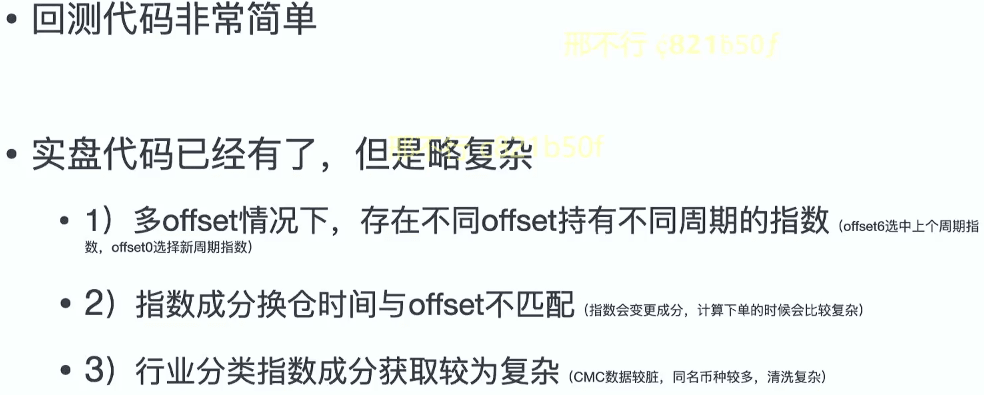 • 回测代码非常简单
邢不行 c821b50f
• 实盘代码已经有了，但是略复杂
邢不行 c821b50f
• 1）多offset情况下，存在不同offset持有不同周期的指数（offset6选中上个周期指
数，offset0选择新周期指数）
• 2）指数成分换仓时间与offset不匹配（指数会变更成分，计算下单的时候会比较复杂）
• 3）行业分类指数成分获取较为复杂（CMC数据较脏，同名币种较多，清洗复杂）